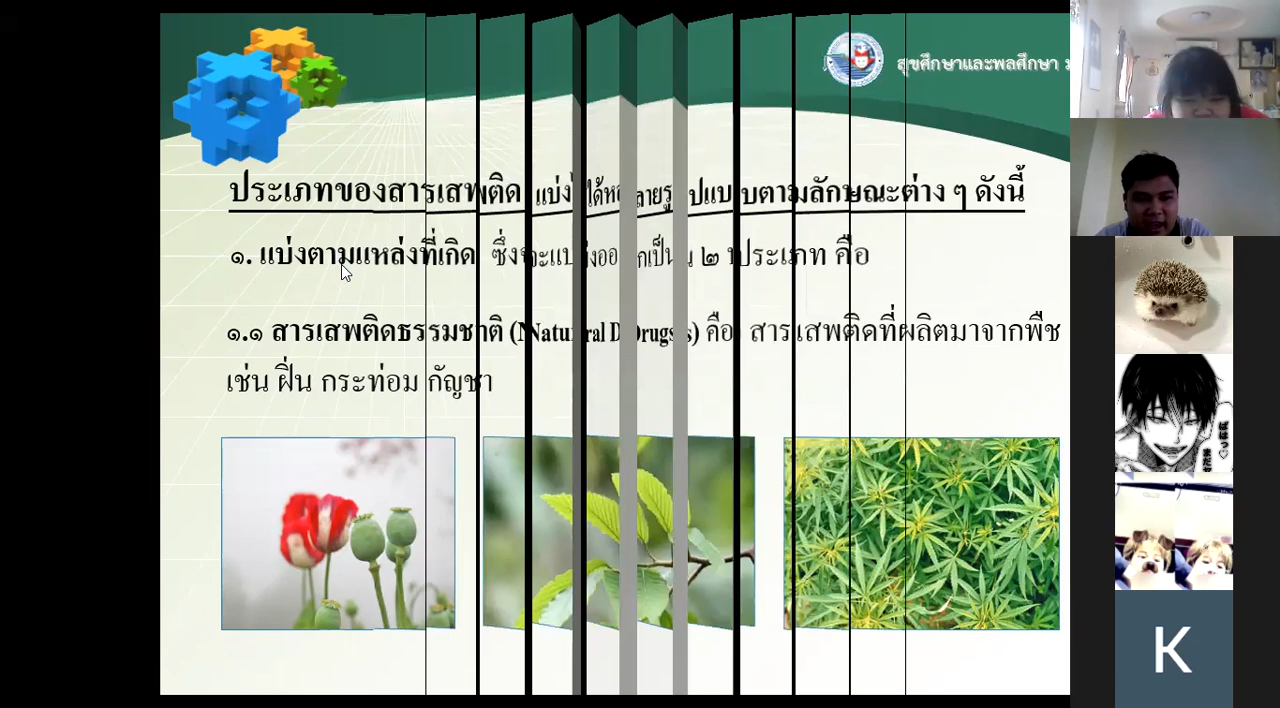 สุขศึกษาและพลศึกษา ม
ประเภทของสารเสพติด แบ่งได้หลายรูปแบบตามลักษณะต่าง ๆ ดังนี้
๑. แบ่งตามแหล่งที่เกิด ซึ่งจะแบ่งออกเป็น ๒ ประเภท คือ
๑.๑ สารเสพติดธรรมชาติ (Natural Drugs) คือ สารเสพติดที่ผลิตมาจากพืช
เช่น ฝิ่น กระท่อม กัญชา
K